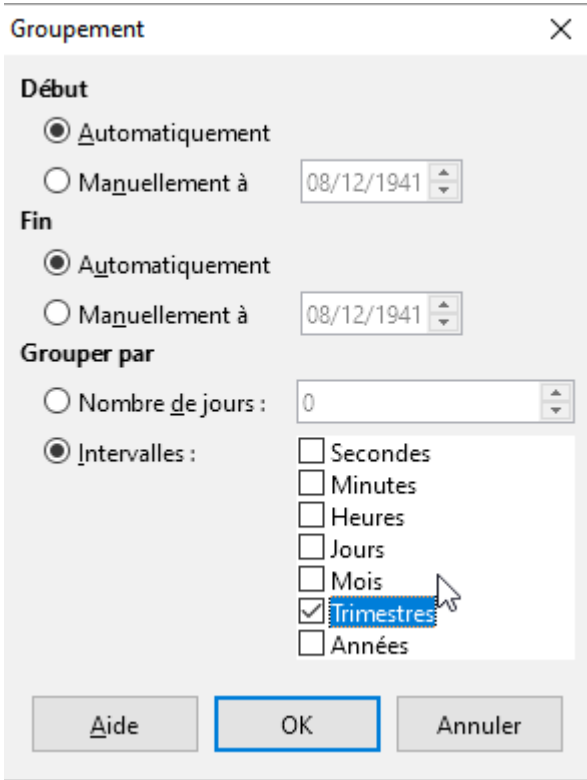 Groupement
Début
Automatiquement
Manuellement à 08/12/1941
Fin
Automatiquement
Manuellement à 08/12/1941
Grouper par
Nombre de jours : 0
Intervalles :
Secondes
Minutes
Heures
Jours
Mois
Trimestres
Années
Aide OK Annuler